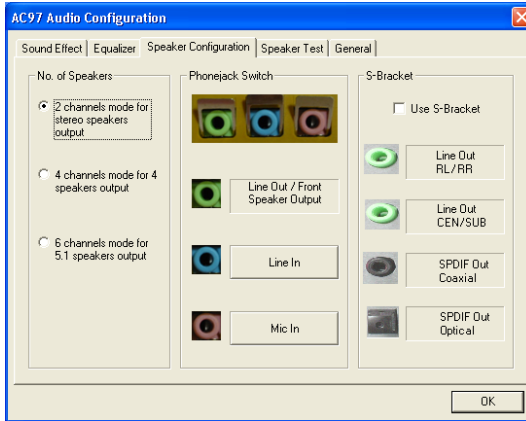 AC97 Audio Configuration
Sound Effect Equalizer Speaker Configuration Speaker Test General
No. of Speakers
2 channels mode for
stereo speakers
output
4 channels mode for 4
speakers output
6 channels mode for
5.1 speakers output
Phonejack Switch
Line Out / Front
Speaker Output
Line In
Mic In
S-Bracket
Use S-Bracket
Line Out
RL/RR
Line Out
CEN/SUB
SPDIF Out
Coaxial
SPDIF Out
Optical
OK